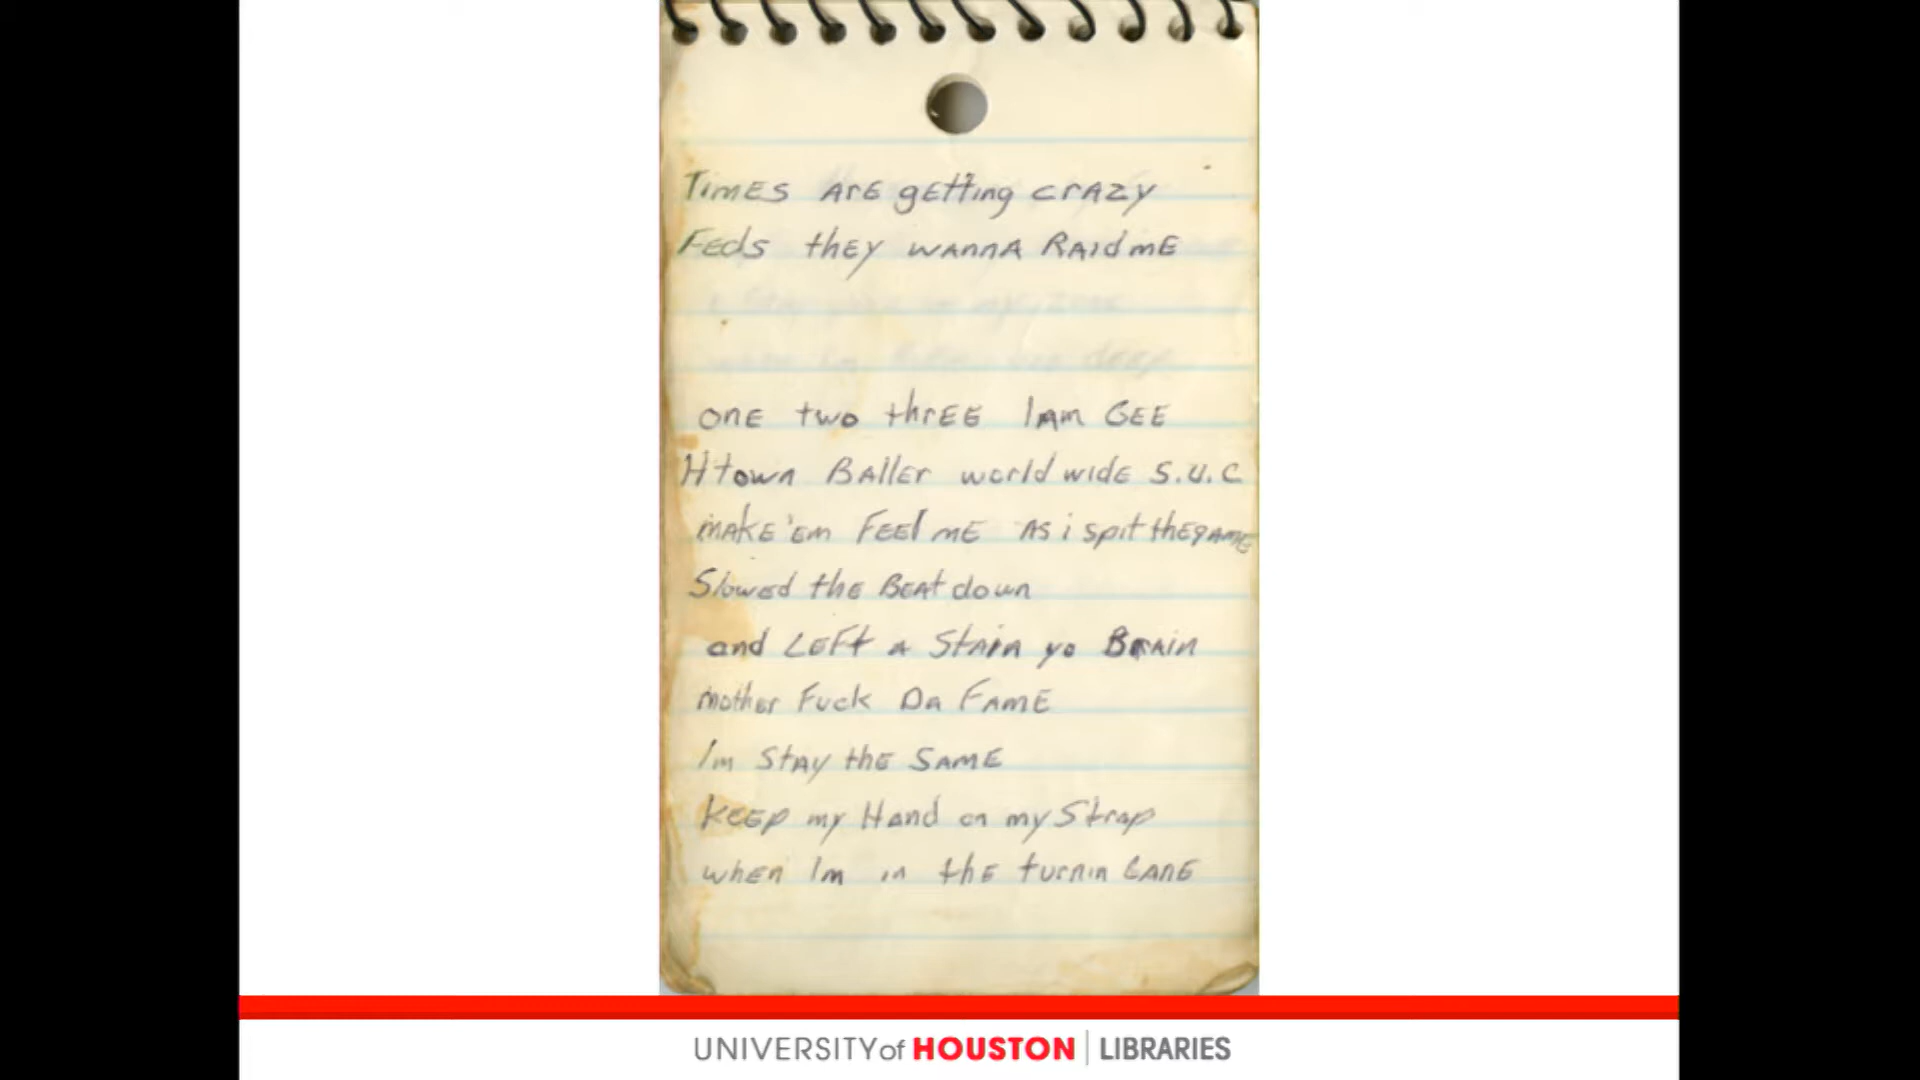 TIMES ARE getting CRAZY
FEds thEy WANNA RAid mE
ONE two thrEE I am GEE
H town BAllEr world widE S.U.C
mAKE 'Em FEEl mE AS i spit thE gAmE
Slowed thE BEAt down
and LEFt A StAin yo BrAin
mother Fuck Da FAmE
Im StAy thE SAmE
KEEp my Hand on my Strap
whEn Im in thE turnin LANE
UNIVERSITY of HOUSTON | LIBRARIES